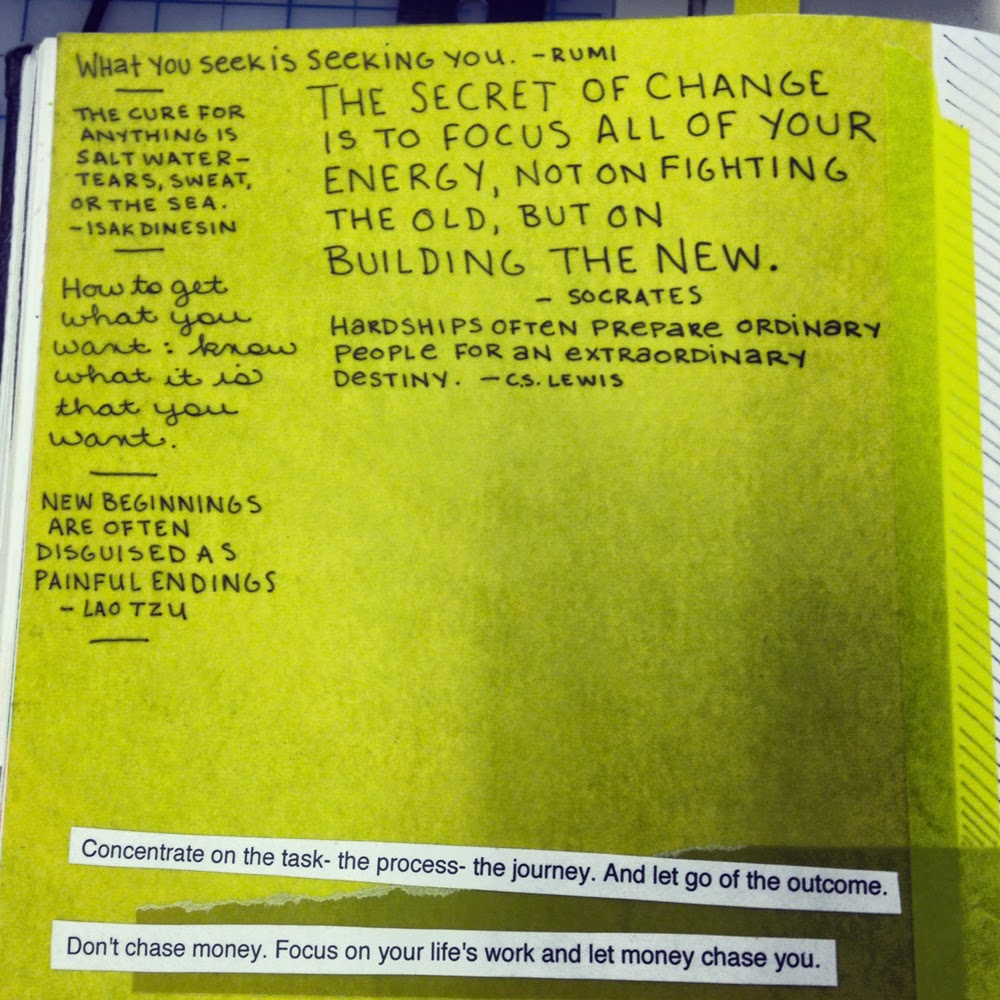 What you seek is seeking you. - RUMI
THE CURE FOR
ANYTHING IS
SALT WATER -
TEARS, SWEAT,
OR THE SEA.
- ISAK DINESIN
How to get
what you
want: know
what it is
that you
want.
NEW BEGINNINGS
ARE OFTEN
DISGUISED AS
PAINFUL ENDINGS
- LAO TZU
THE SECRET OF CHANGE
IS TO FOCUS ALL OF YOUR
ENERGY, NOT ON FIGHTING
THE OLD, BUT ON
BUILDING THE NEW.
- SOCRATES
HARDSHIPS OFTEN PREPARE ORDINARY
PEOPLE FOR AN EXTRAORDINARY
DESTINY. - C.S. LEWIS
Concentrate on the task- the process- the journey. And let go of the outcome.
Don't chase money. Focus on your life's work and let money chase you.